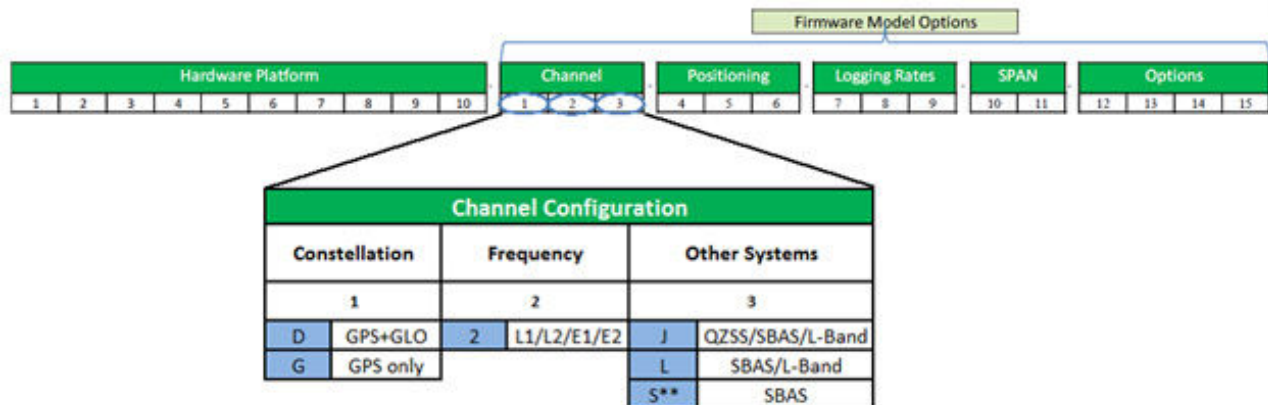 Firmware Model Options
Hardware Platform Channel Positioning Logging Rates SPAN Options
1 2 3 4 5 6 7 8 9 10 - 1 2 3 - 4 5 6 - 7 8 9 - 10 11 - 12 13 14 15
Channel Configuration
Constellation Frequency Other Systems
1 2 3
D GPS+GLO 2 L1/L2/E1/E2 J QZSS/SBAS/L-Band
G GPS only L SBAS/L-Band
S** SBAS